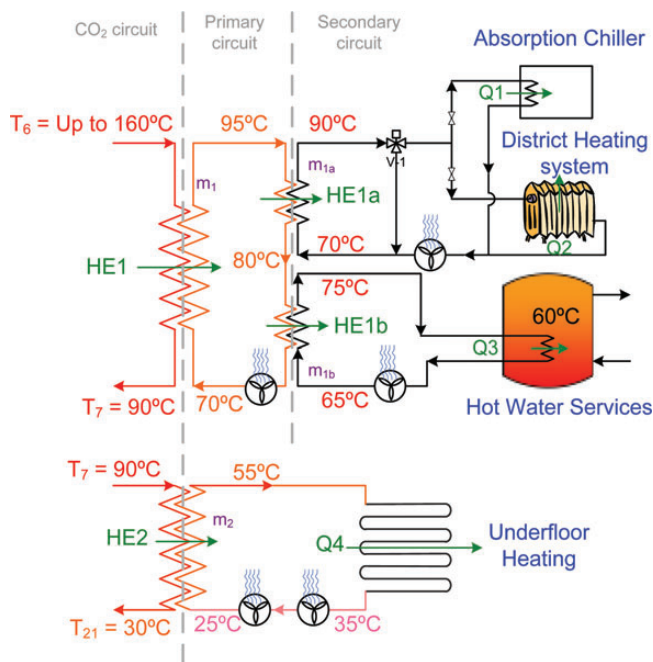 CO₂ circuit
Primary
circuit
Secondary
circuit
Absorption Chiller
T₆ = Up to 160ºC
95ºC
90ºC
Q1
V-1
District Heating
system
m₁
m₁ₐ
HE1a
HE1
80ºC
70ºC
Q2
75ºC
HE1b
60ºC
Q3
m₁b
T₇ = 90ºC
70ºC
65ºC
Hot Water Services
T₇ = 90ºC
55ºC
HE2
m₂
Q4
Underfloor
Heating
T₂₁ = 30ºC
25ºC
35ºC